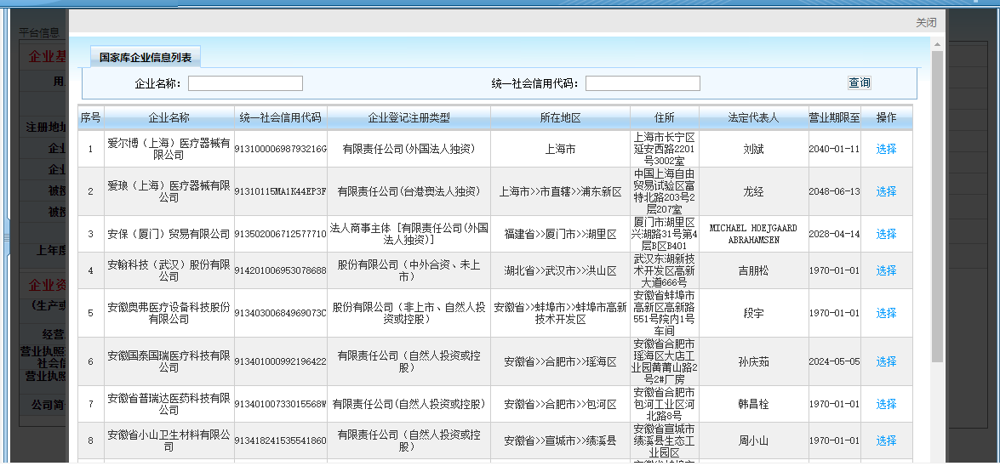 关闭
平台信息
国家库企业信息列表
企业基
企业名称：
统一社会信用代码：
查询
用
序号 企业名称 统一社会信用代码 企业登记注册类型 所在地区 住所 法定代表人 营业期限至 操作
注册地址
1 爱尔博（上海）医疗器械有限公司 91310000698793216G 有限责任公司(外国法人独资) 上海市 上海市长宁区延安西路2201号3002室 刘斌 2040-01-11 选择
企业
企业
2 爱琅（上海）医疗器械有限公司 91310115MA1K44EP3F 有限责任公司(台港澳法人独资) 上海市>>市直辖>>浦东新区 中国上海自由贸易试验区富特北路203号2层207室 龙经 2048-06-13 选择
被授
被授
3 安保（厦门）贸易有限公司 913502006712577710 法人商事主体 [有限责任公司(外国法人独资)] 福建省>>厦门市>>湖里区 厦门市湖里区兴湖路31号第4层B区B401 MICHAEL HOEJGAARD ABRAHAMSEN 2028-04-14 选择
上年度
4 安翰科技（武汉）股份有限公司 914201006953078688 股份有限公司（中外合资、未上市） 湖北省>>武汉市>>洪山区 武汉东湖新技术开发区高新大道666号 吉朋松 1970-01-01 选择
企业资
(生产或
5 安徽奥弗医疗设备科技股份有限公司 91340300684969073C 股份有限公司（非上市、自然人投资或控股） 安徽省>>蚌埠市>>蚌埠市高新技术开发区 安徽省蚌埠市高新区高新路551号院内1号车间 段宇 1970-01-01 选择
经营
营业执照
社会信
营业执照
6 安徽国泰国瑞医疗科技有限公司 913401000992196422 有限责任公司（自然人投资或控股） 安徽省>>合肥市>>瑶海区 安徽省合肥市瑶海区大店工业园黄莆山路2号2#厂房 孙庆茹 2024-05-05 选择
公司简
7 安徽省普瑞达医药科技有限公司 91340100733015568W 有限责任公司(自然人投资或控股) 安徽省>>合肥市>>包河区 安徽省合肥市包河工业区河北路8号 韩昌栓 1970-01-01 选择
8 安徽省小山卫生材料有限公司 913418241535541860 有限责任公司（自然人投资或控股） 安徽省>>宣城市>>绩溪县 安徽省宣城市绩溪县生态工业园区 周小山 1970-01-01 选择